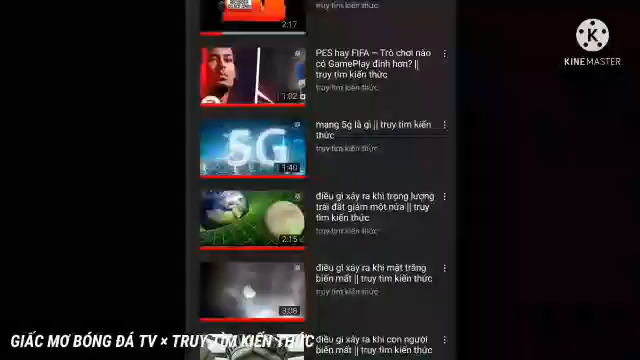 truy tìm kiến thức
2:17
PES hay FIFA – Trò chơi nào
có GamePlay đỉnh hơn? ||
truy tìm kiến thức
truy tìm kiến thức
1:02
mạng 5g là gì || truy tìm kiến
thức
truy tìm kiến thức
5G
1:40
điều gì xảy ra khi trọng lượng
trái đất giảm một nửa || truy
tìm kiến thức
truy tìm kiến thức
2:15
điều gì xảy ra khi mặt trăng
biến mất || truy tìm kiến thức
truy tìm kiến thức
3:08
điều gì xảy ra khi con người
biến mất || truy tìm kiến thức
KINEMASTER
GIẤC MƠ BÓNG ĐÁ TV × TRUY TÌM KIẾN THỨC